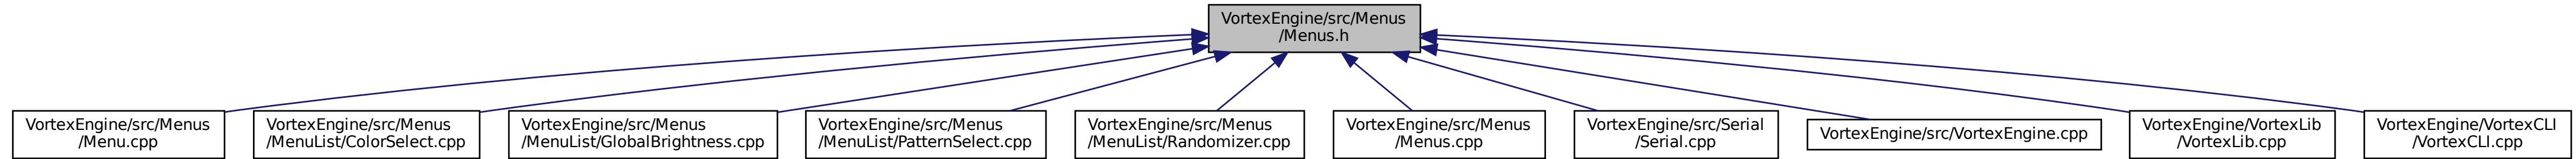 VortexEngine/src/Menus
/Menus.h
VortexEngine/src/Menus
/Menu.cpp
VortexEngine/src/Menus
/MenuList/ColorSelect.cpp
VortexEngine/src/Menus
/MenuList/GlobalBrightness.cpp
VortexEngine/src/Menus
/MenuList/PatternSelect.cpp
VortexEngine/src/Menus
/MenuList/Randomizer.cpp
VortexEngine/src/Menus
/Menus.cpp
VortexEngine/src/Serial
/Serial.cpp
VortexEngine/src/VortexEngine.cpp
VortexEngine/VortexLib
/VortexLib.cpp
VortexEngine/VortexCLI
/VortexCLI.cpp